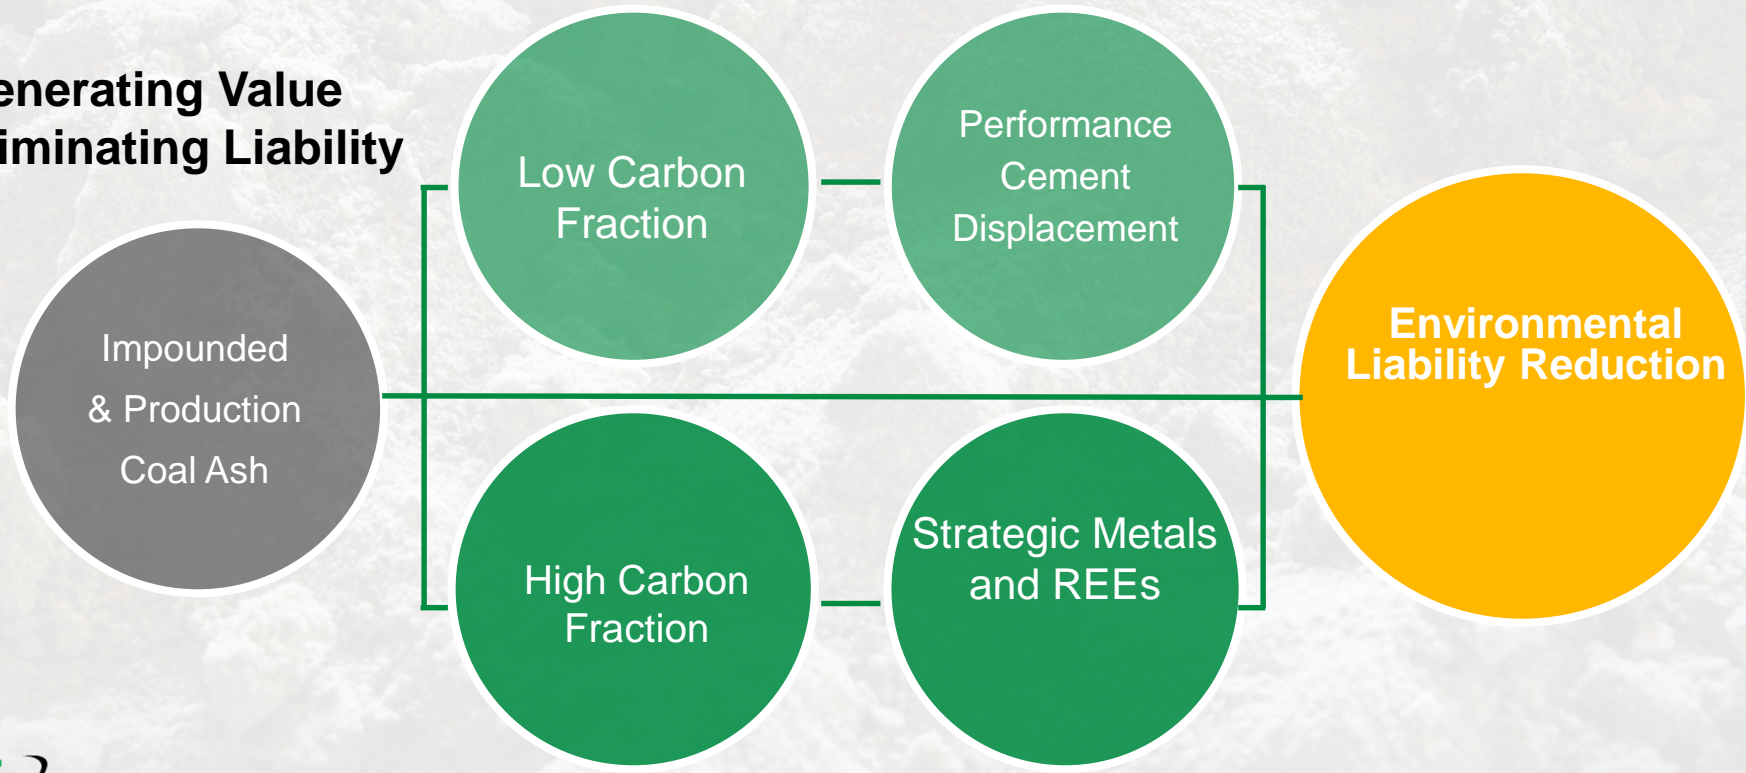 enerating Value
iminating Liability
Low Carbon
Fraction
Performance
Cement
Displacement
Impounded
& Production
Coal Ash
Environmental
Liability Reduction
High Carbon
Fraction
Strategic Metals
and REEs